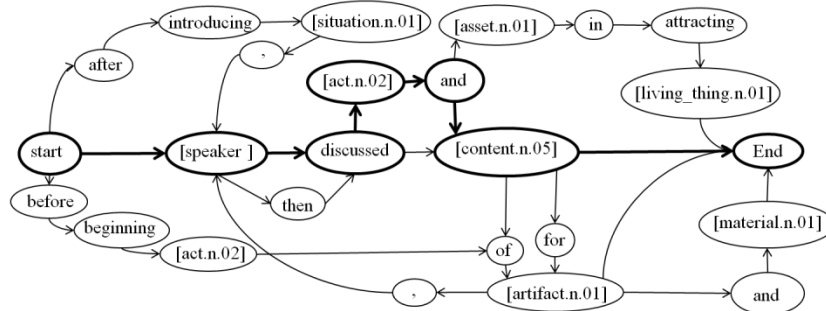 introducing
[situation.n.01]
[asset.n.01]
in
attracting
after
,
[act.n.02]
and
[living_thing.n.01]
start
[speaker ]
discussed
[content.n.05]
End
before
then
beginning
[material.n.01]
[act.n.02]
of
for
,
[artifact.n.01]
and